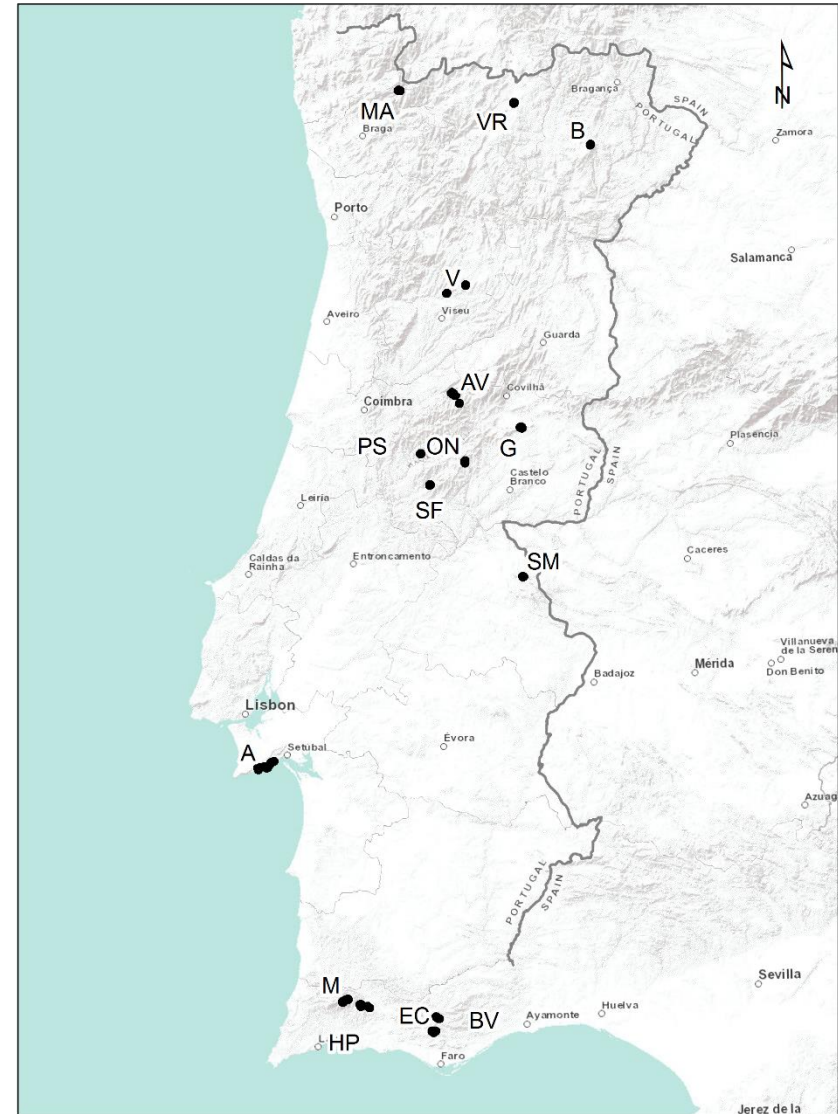 N
Bragança
SPAIN
PORTUGAL
MA
VR
B
Braga
Zamora
Porto
Salamanca
V
Aveiro
Viseu
Guarda
AV
Covilhã
Coimbra
PS
ON
G
Plasencia
PORTUGAL
SPAIN
Castelo
Branco
SF
Leiria
SM
Caldas da
Rainha
Entroncamento
Caceres
Villanueva
de la Seren
Mérida
Don Benito
Badajoz
Lisbon
Setubal
Évora
A
Azuag
PORTUGAL
SPAIN
M
Sevilla
EC
BV
Ayamonte
Huelva
L
HP
Faro
Jerez de la